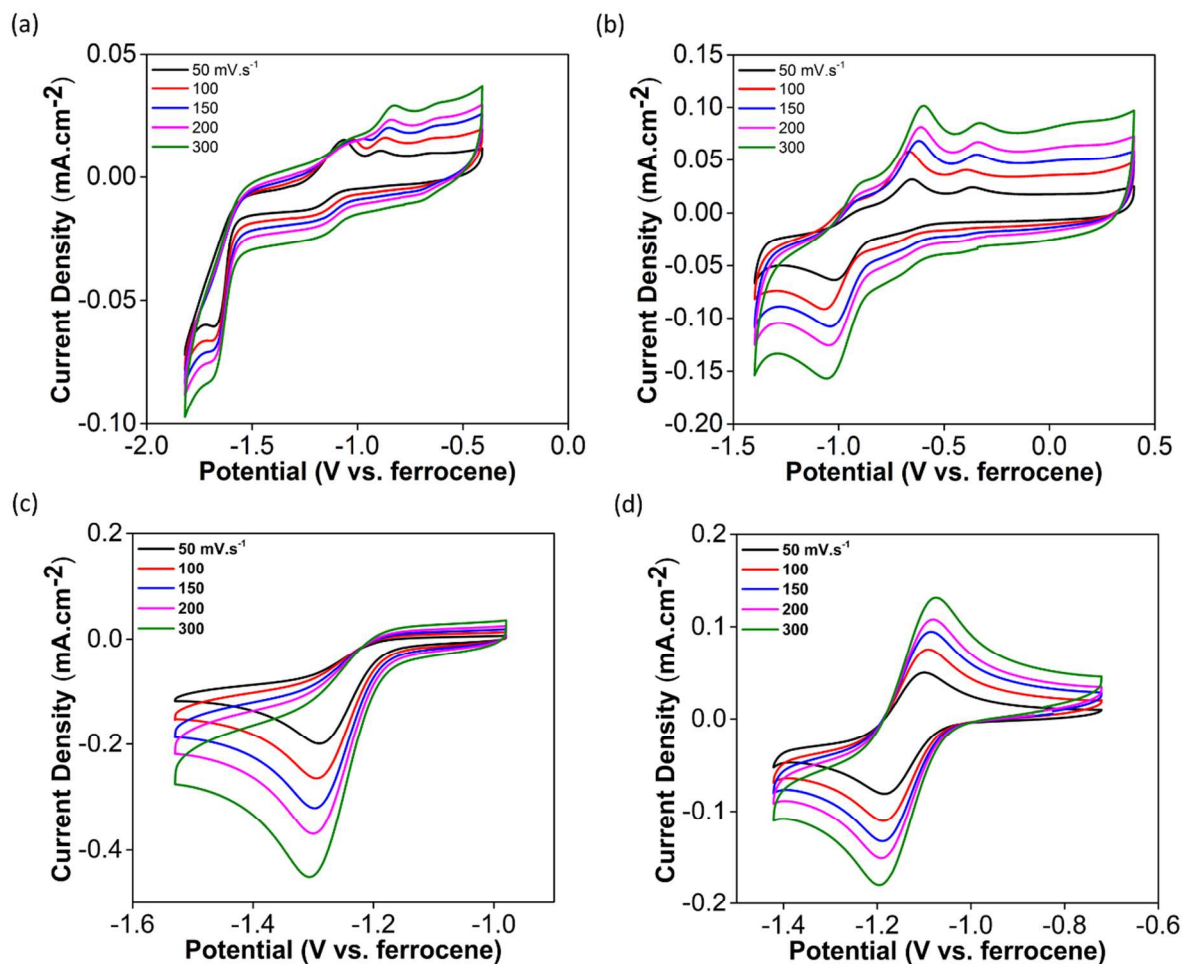 (a)
Current Density (mA.cm⁻²)
0.05
0.00
-0.05
-0.10
50 mV.s⁻¹
100
150
200
300
-2.0 -1.5 -1.0 -0.5 0.0
Potential (V vs. ferrocene)
(b)
Current Density (mA.cm⁻²)
0.15
0.10
0.05
0.00
-0.05
-0.10
-0.15
-0.20
50 mV.s⁻¹
100
150
200
300
-1.5 -1.0 -0.5 0.0 0.5
Potential (V vs. ferrocene)
(c)
Current Density (mA.cm⁻²)
0.2
0.0
-0.2
-0.4
50 mV.s⁻¹
100
150
200
300
-1.6 -1.4 -1.2 -1.0
Potential (V vs. ferrocene)
(d)
Current Density (mA.cm⁻²)
0.2
0.1
0.0
-0.1
-0.2
50 mV.s⁻¹
100
150
200
300
-1.4 -1.2 -1.0 -0.8 -0.6
Potential (V vs. ferrocene)